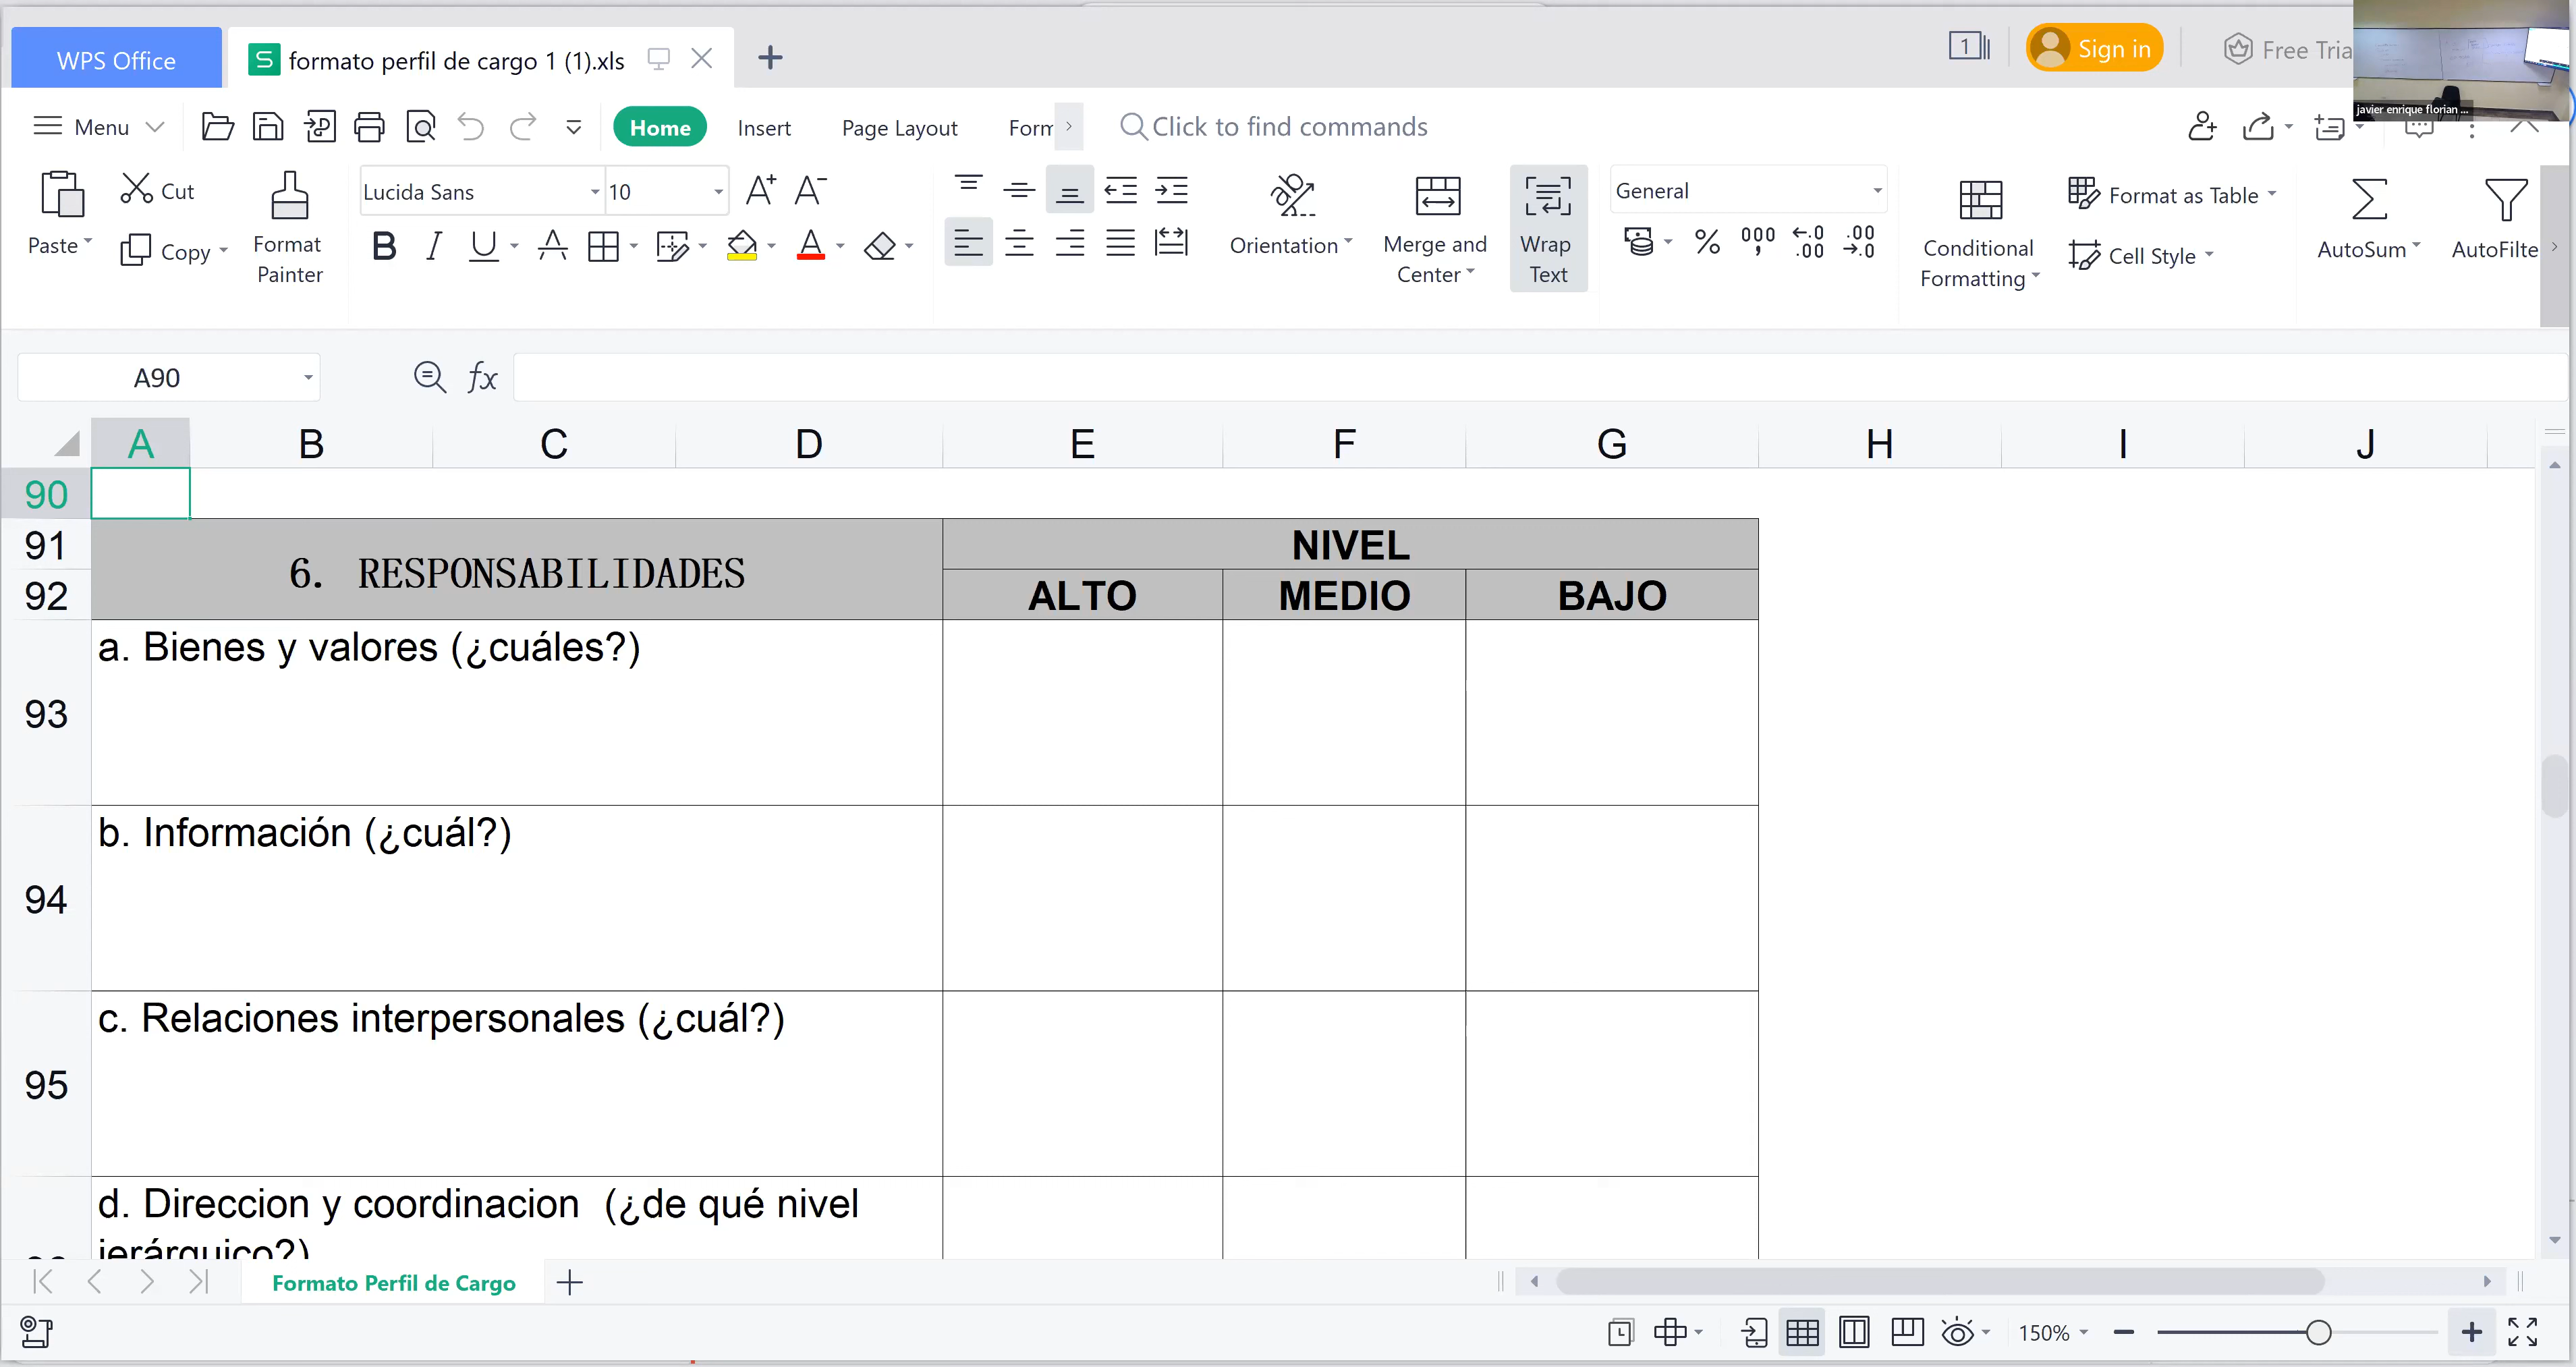 WPS Office
formato perfil de cargo 1 (1).xls
Sign in
Free Tria
javier enrique florian ...
Menu
Home
Insert
Page Layout
Form
Click to find commands
Paste
Cut
Copy
Format
Painter
Lucida Sans
10
Orientation
Merge and
Center
Wrap
Text
General
Conditional
Formatting
Format as Table
Cell Style
AutoSum
AutoFilte
A90
fx
A B C D E F G H I J
90
91 6. RESPONSABILIDADES NIVEL
92 ALTO MEDIO BAJO
93 a. Bienes y valores (¿cuáles?)
94 b. Información (¿cuál?)
95 c. Relaciones interpersonales (¿cuál?)
d. Direccion y coordinacion (¿de qué nivel
jerárquico?)
Formato Perfil de Cargo
150%